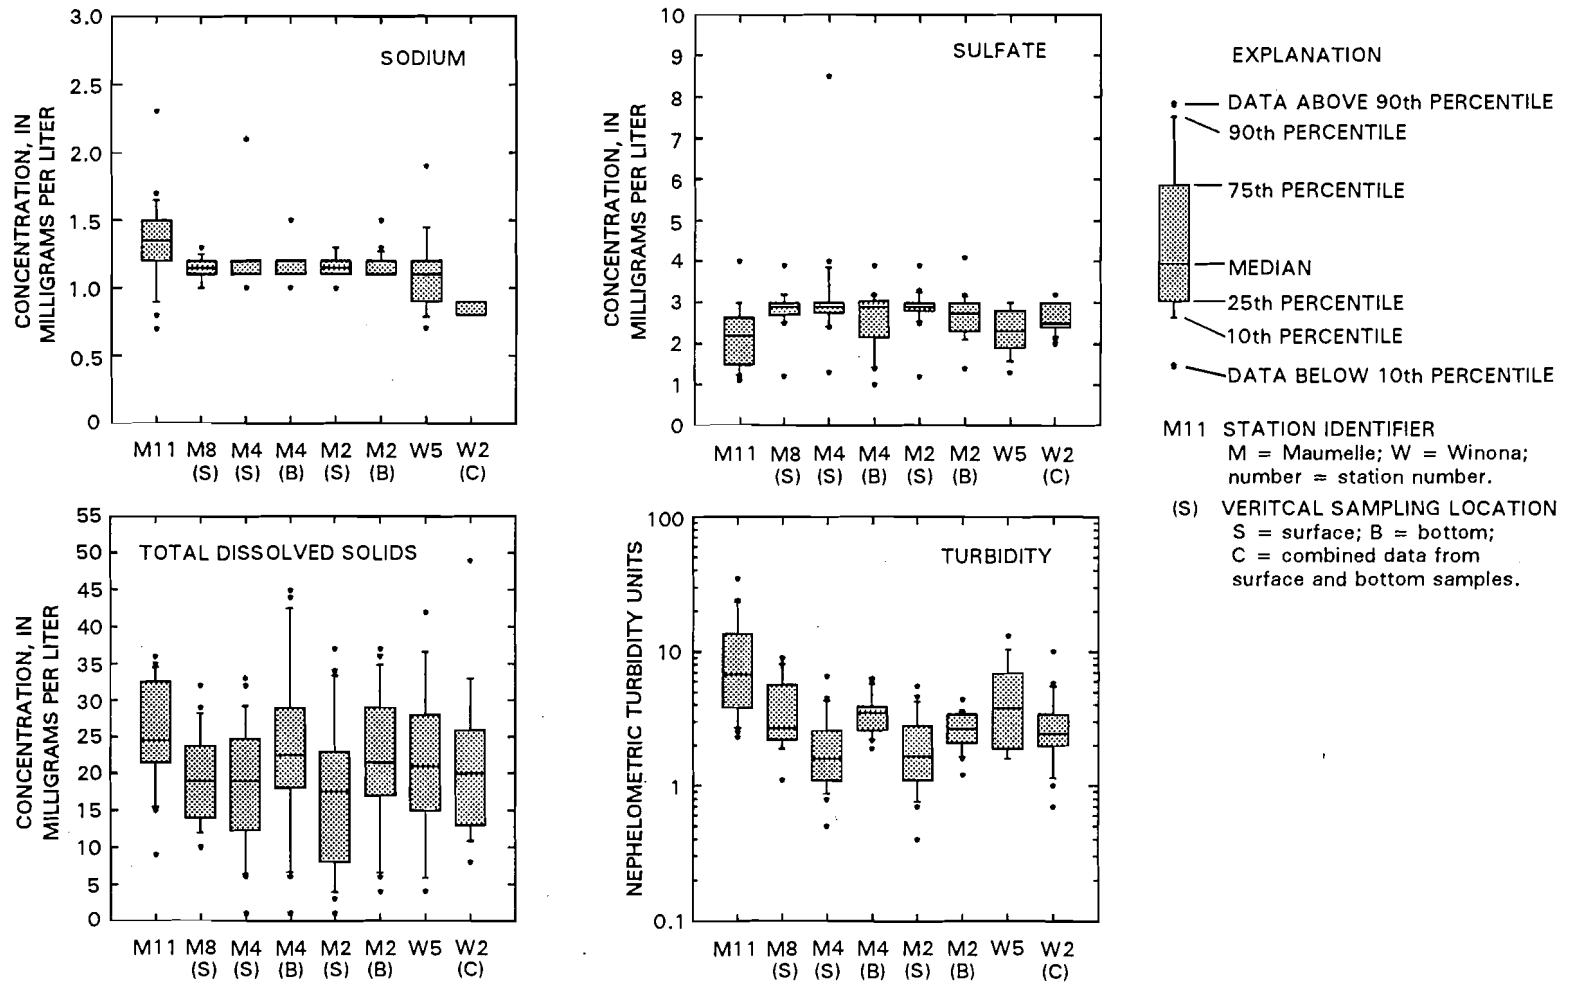 SODIUM
CONCENTRATION, IN
MILLIGRAMS PER LITER
3.0
2.5
2.0
1.5
1.0
0.5
0
M11 M8 M4 M4 M2 M2 W5 W2
(S) (S) (B) (S) (B) (C)
SULFATE
CONCENTRATION, IN
MILLIGRAMS PER LITER
10
9
8
7
6
5
4
3
2
1
0
M11 M8 M4 M4 M2 M2 W5 W2
(S) (S) (B) (S) (B) (C)
EXPLANATION
DATA ABOVE 90th PERCENTILE
90th PERCENTILE
75th PERCENTILE
MEDIAN
25th PERCENTILE
10th PERCENTILE
DATA BELOW 10th PERCENTILE
M11 STATION IDENTIFIER
M = Maumelle; W = Winona;
number = station number.
(S) VERITCAL SAMPLING LOCATION
S = surface; B = bottom;
C = combined data from
surface and bottom samples.
TOTAL DISSOLVED SOLIDS
CONCENTRATION, IN
MILLIGRAMS PER LITER
55
50
45
40
35
30
25
20
15
10
5
0
M11 M8 M4 M4 M2 M2 W5 W2
(S) (S) (B) (S) (B) (C)
TURBIDITY
NEPHELOMETRIC TURBIDITY UNITS
100
10
1
0.1
M11 M8 M4 M4 M2 M2 W5 W2
(S) (S) (B) (S) (B) (C)